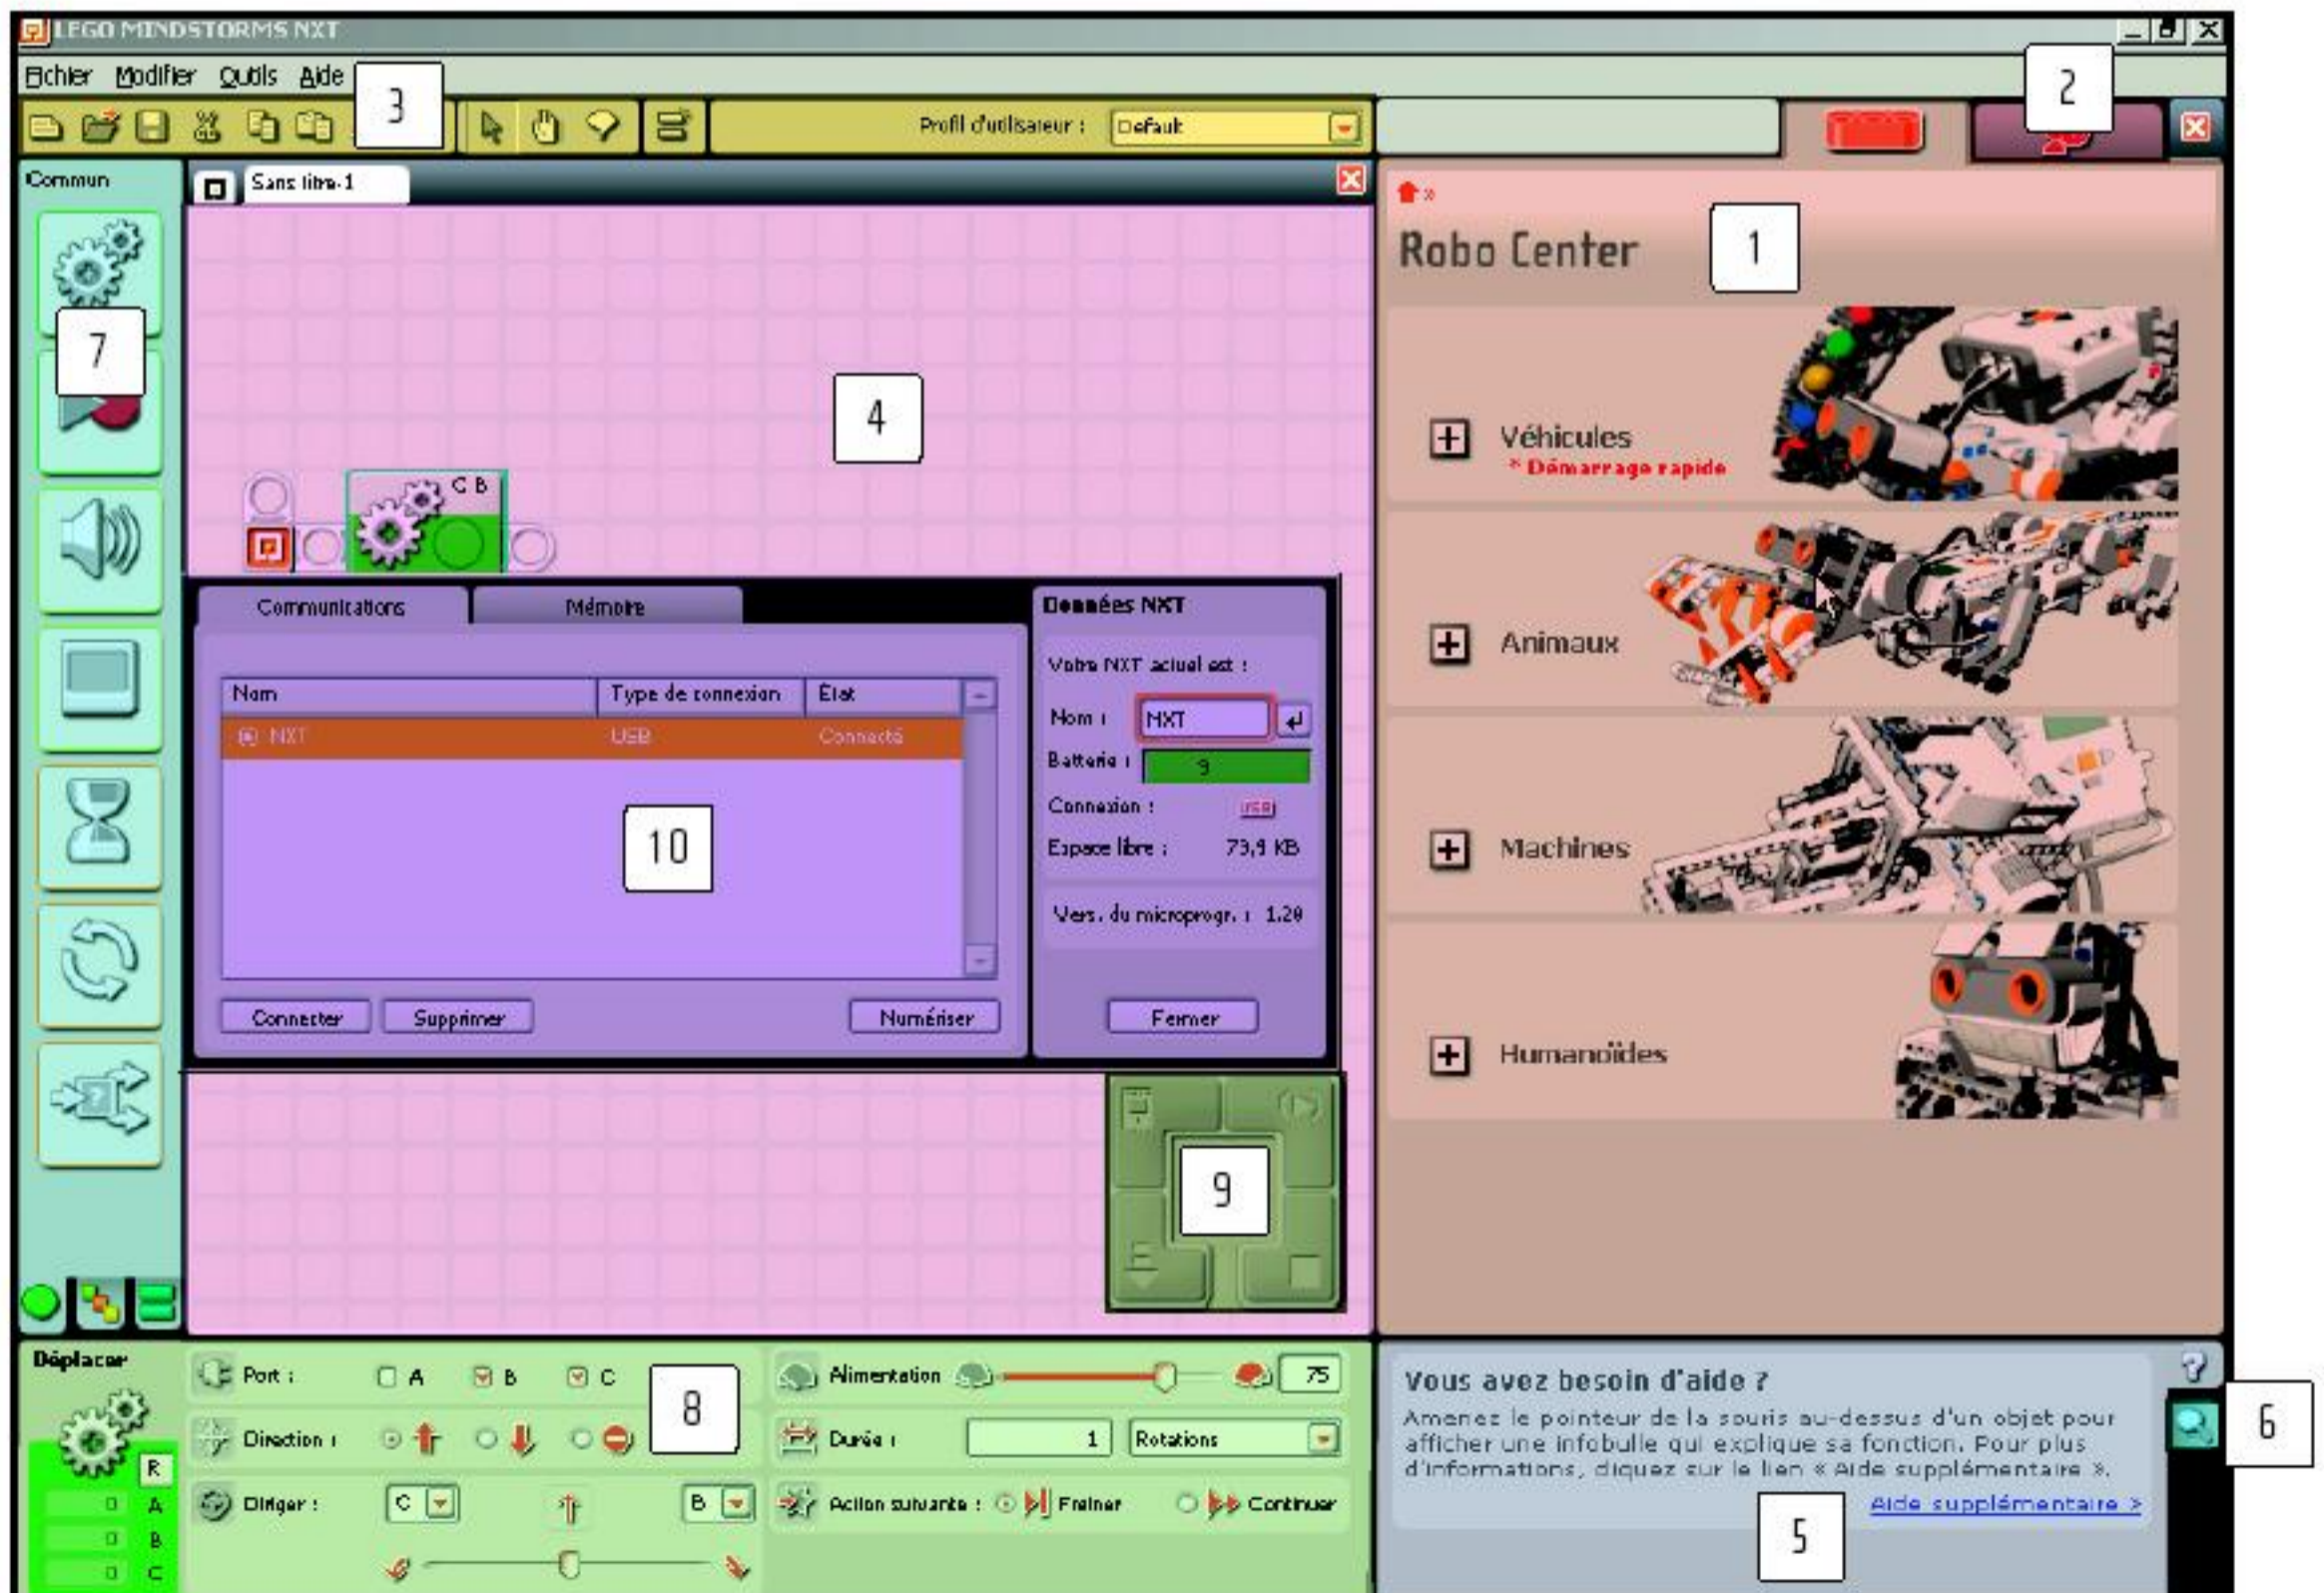 LEGO MINDSTORMS NXT
Fichier Modifier Outils Aide
3
2
Profil d'utilisateur : Default
Commun
Sans titre-1
7
4
C B
Robo Center
1
Véhicules
* Démarrage rapide
Animaux
Machines
Humanoïdes
Communications Mémoire
Nom Type de connexion État
NXT USB Connecté
10
Connecter Supprimer Numériser
Données NXT
Votre NXT actuel est :
Nom : NXT
Batterie : 9
Connexion : USB
Espace libre : 73,9 KB
Vers. du microprogr. : 1.28
Fermer
9
Déplacer
R
0 A
0 B
0 C
Port : A B C
8
Direction :
Diriger : C B
Alimentation 75
Durée : 1 Rotations
Action suivante : Freiner Continuer
Vous avez besoin d'aide ?
Amenez le pointeur de la souris au-dessus d'un objet pour
afficher une infobulle qui explique sa fonction. Pour plus
d'informations, cliquez sur le lien « Aide supplémentaire ».
Aide supplémentaire >
5
?
6